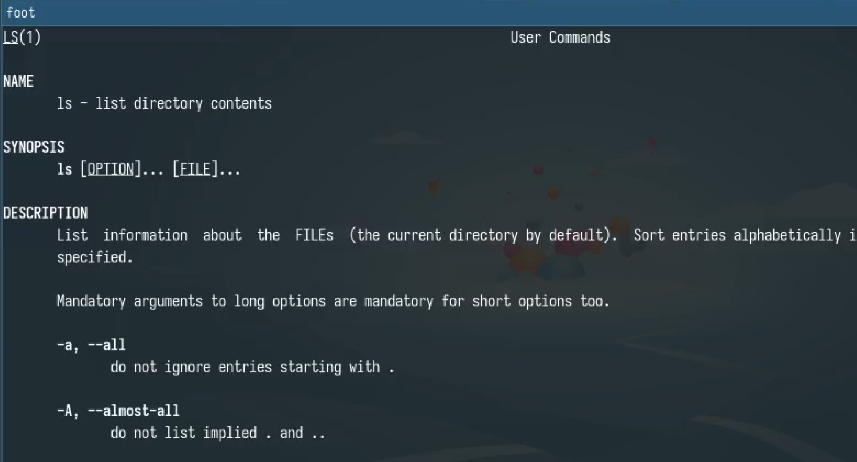 foot
LS(1) User Commands
NAME
ls - list directory contents
SYNOPSIS
ls [OPTION]... [FILE]...
DESCRIPTION
List information about the FILEs (the current directory by default). Sort entries alphabetically i
specified.
Mandatory arguments to long options are mandatory for short options too.
-a, --all
do not ignore entries starting with .
-A, --almost-all
do not list implied . and ..